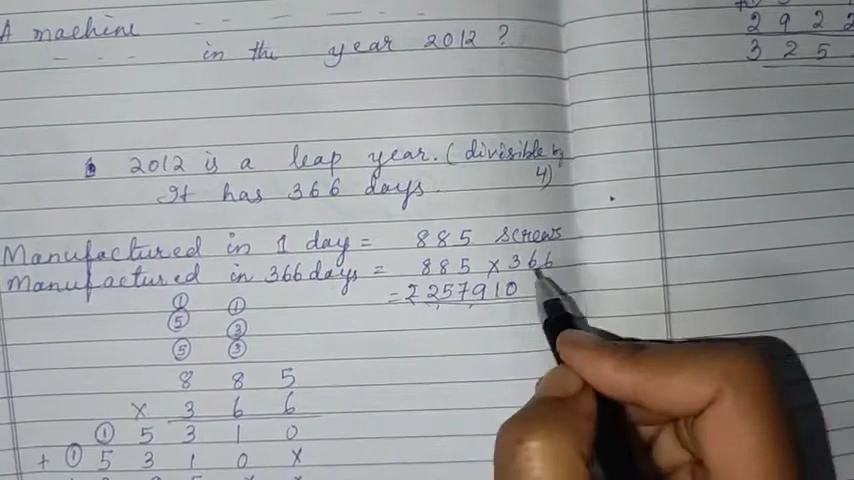 A machine - - - - - - -
- - - - in the year 2012 ?
2 9 2 2
3 2 5
2012 is a leap year. (divisible by 4)
It has 366 days.
Manufactured in 1 day = 885 screws
Manufactured in 366 days = 885 × 366
= 2257910
1 1
5 3
5 3
8 8 5
× 3 6 6
1 5 3 1 0
+ 1 5 3 1 0 ×